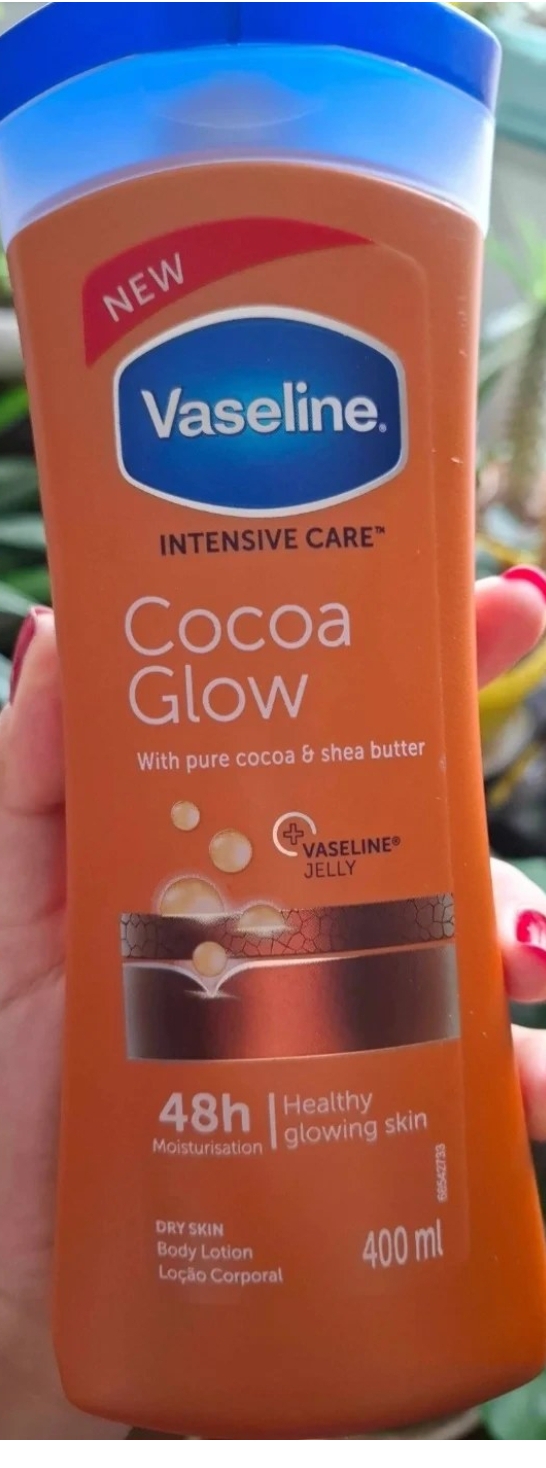 NEW
Vaseline®
INTENSIVE CARE™
Cocoa
Glow
With pure cocoa & shea butter
VASELINE®
JELLY
48h
Moisturisation
Healthy
glowing skin
68542733
DRY SKIN
Body Lotion
Loção Corporal
400 ml